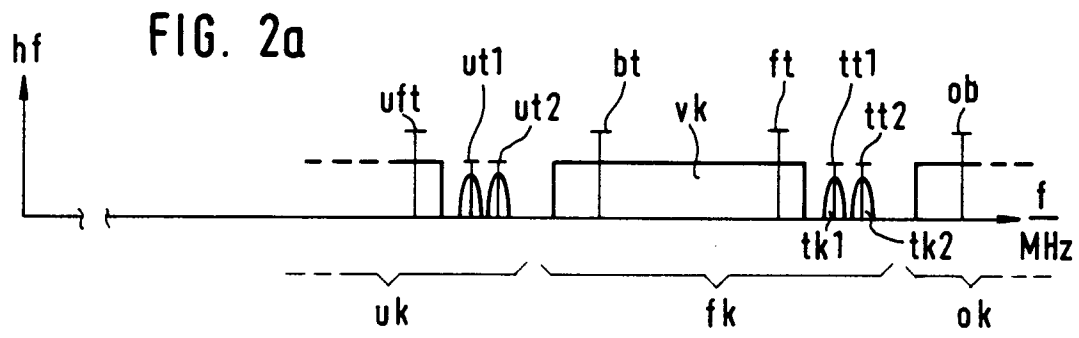 FIG. 2a
hf
uft
ut1
ut2
bt
vk
ft
tt1
tt2
ob
tk1
tk2
f
MHz
uk
fk
ok